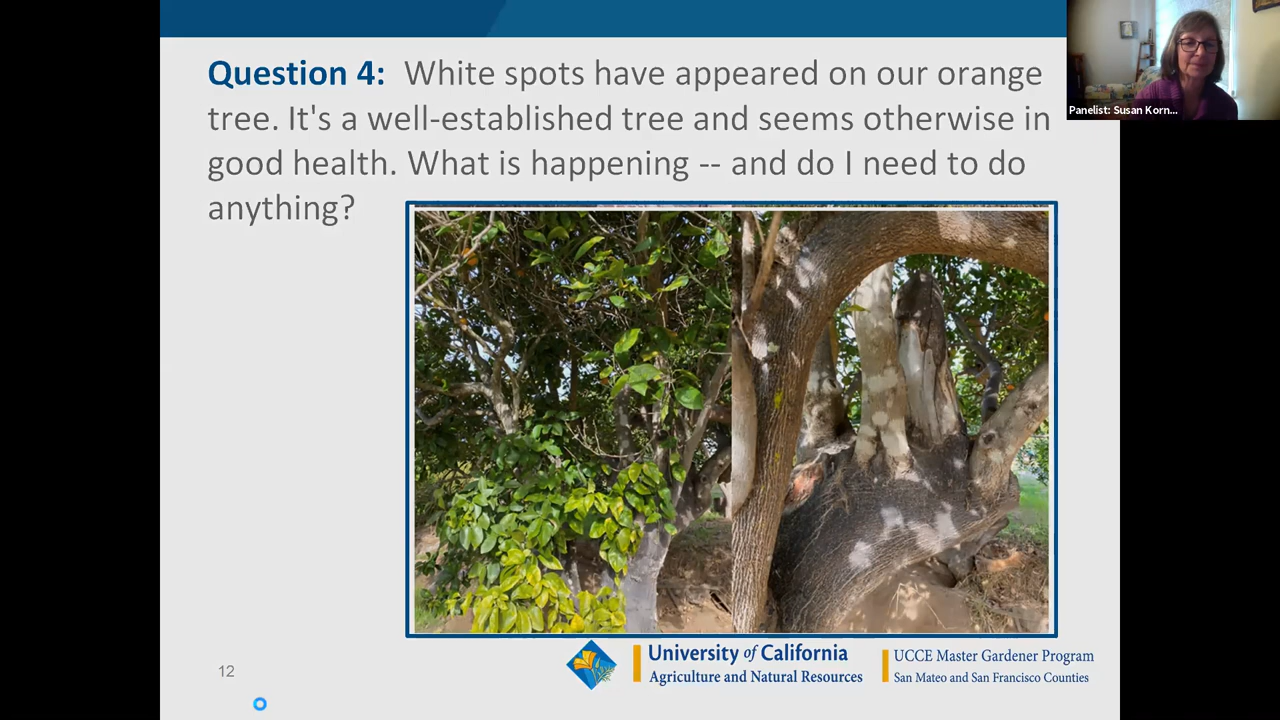 Question 4:  White spots have appeared on our orange
tree. It's a well-established tree and seems otherwise in
good health. What is happening -- and do I need to do
anything?
Panelist: Susan Korn...
12
University of California
Agriculture and Natural Resources
UCCE Master Gardener Program
San Mateo and San Francisco Counties